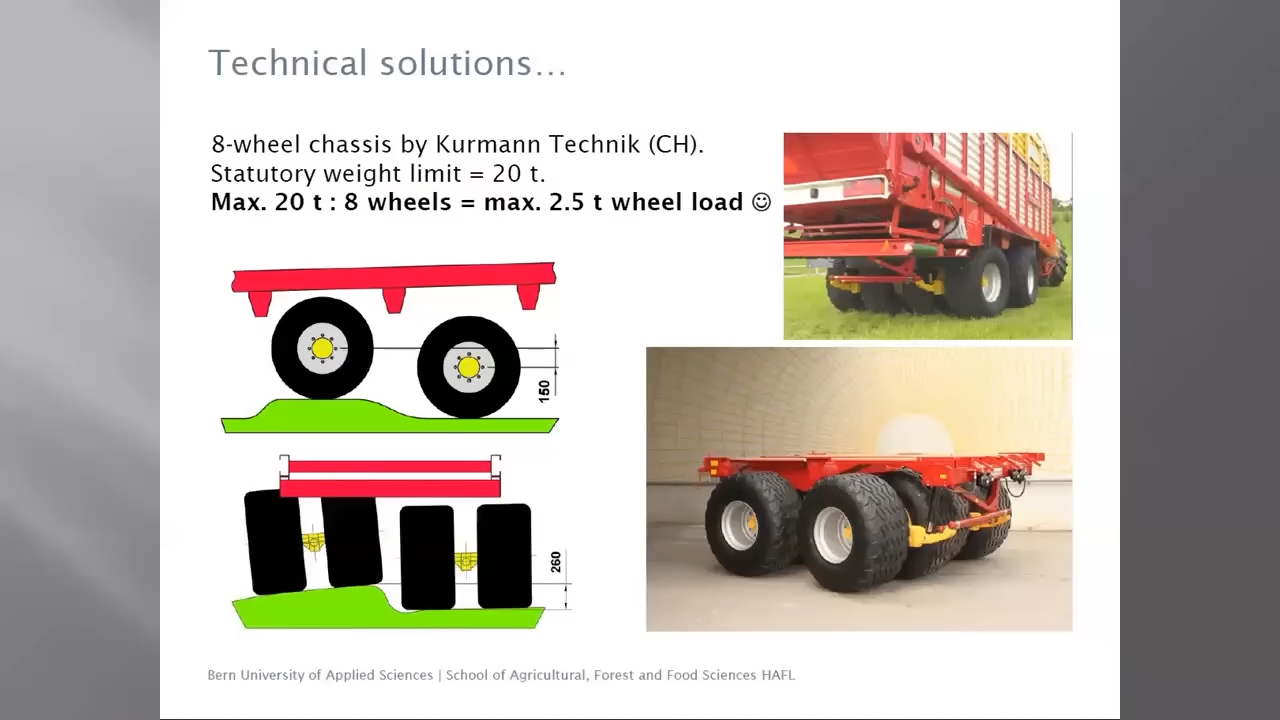 Technical solutions...
8-wheel chassis by Kurmann Technik (CH).
Statutory weight limit = 20 t.
Max. 20 t : 8 wheels = max. 2.5 t wheel load ☺
150
260
Bern University of Applied Sciences | School of Agricultural, Forest and Food Sciences HAFL